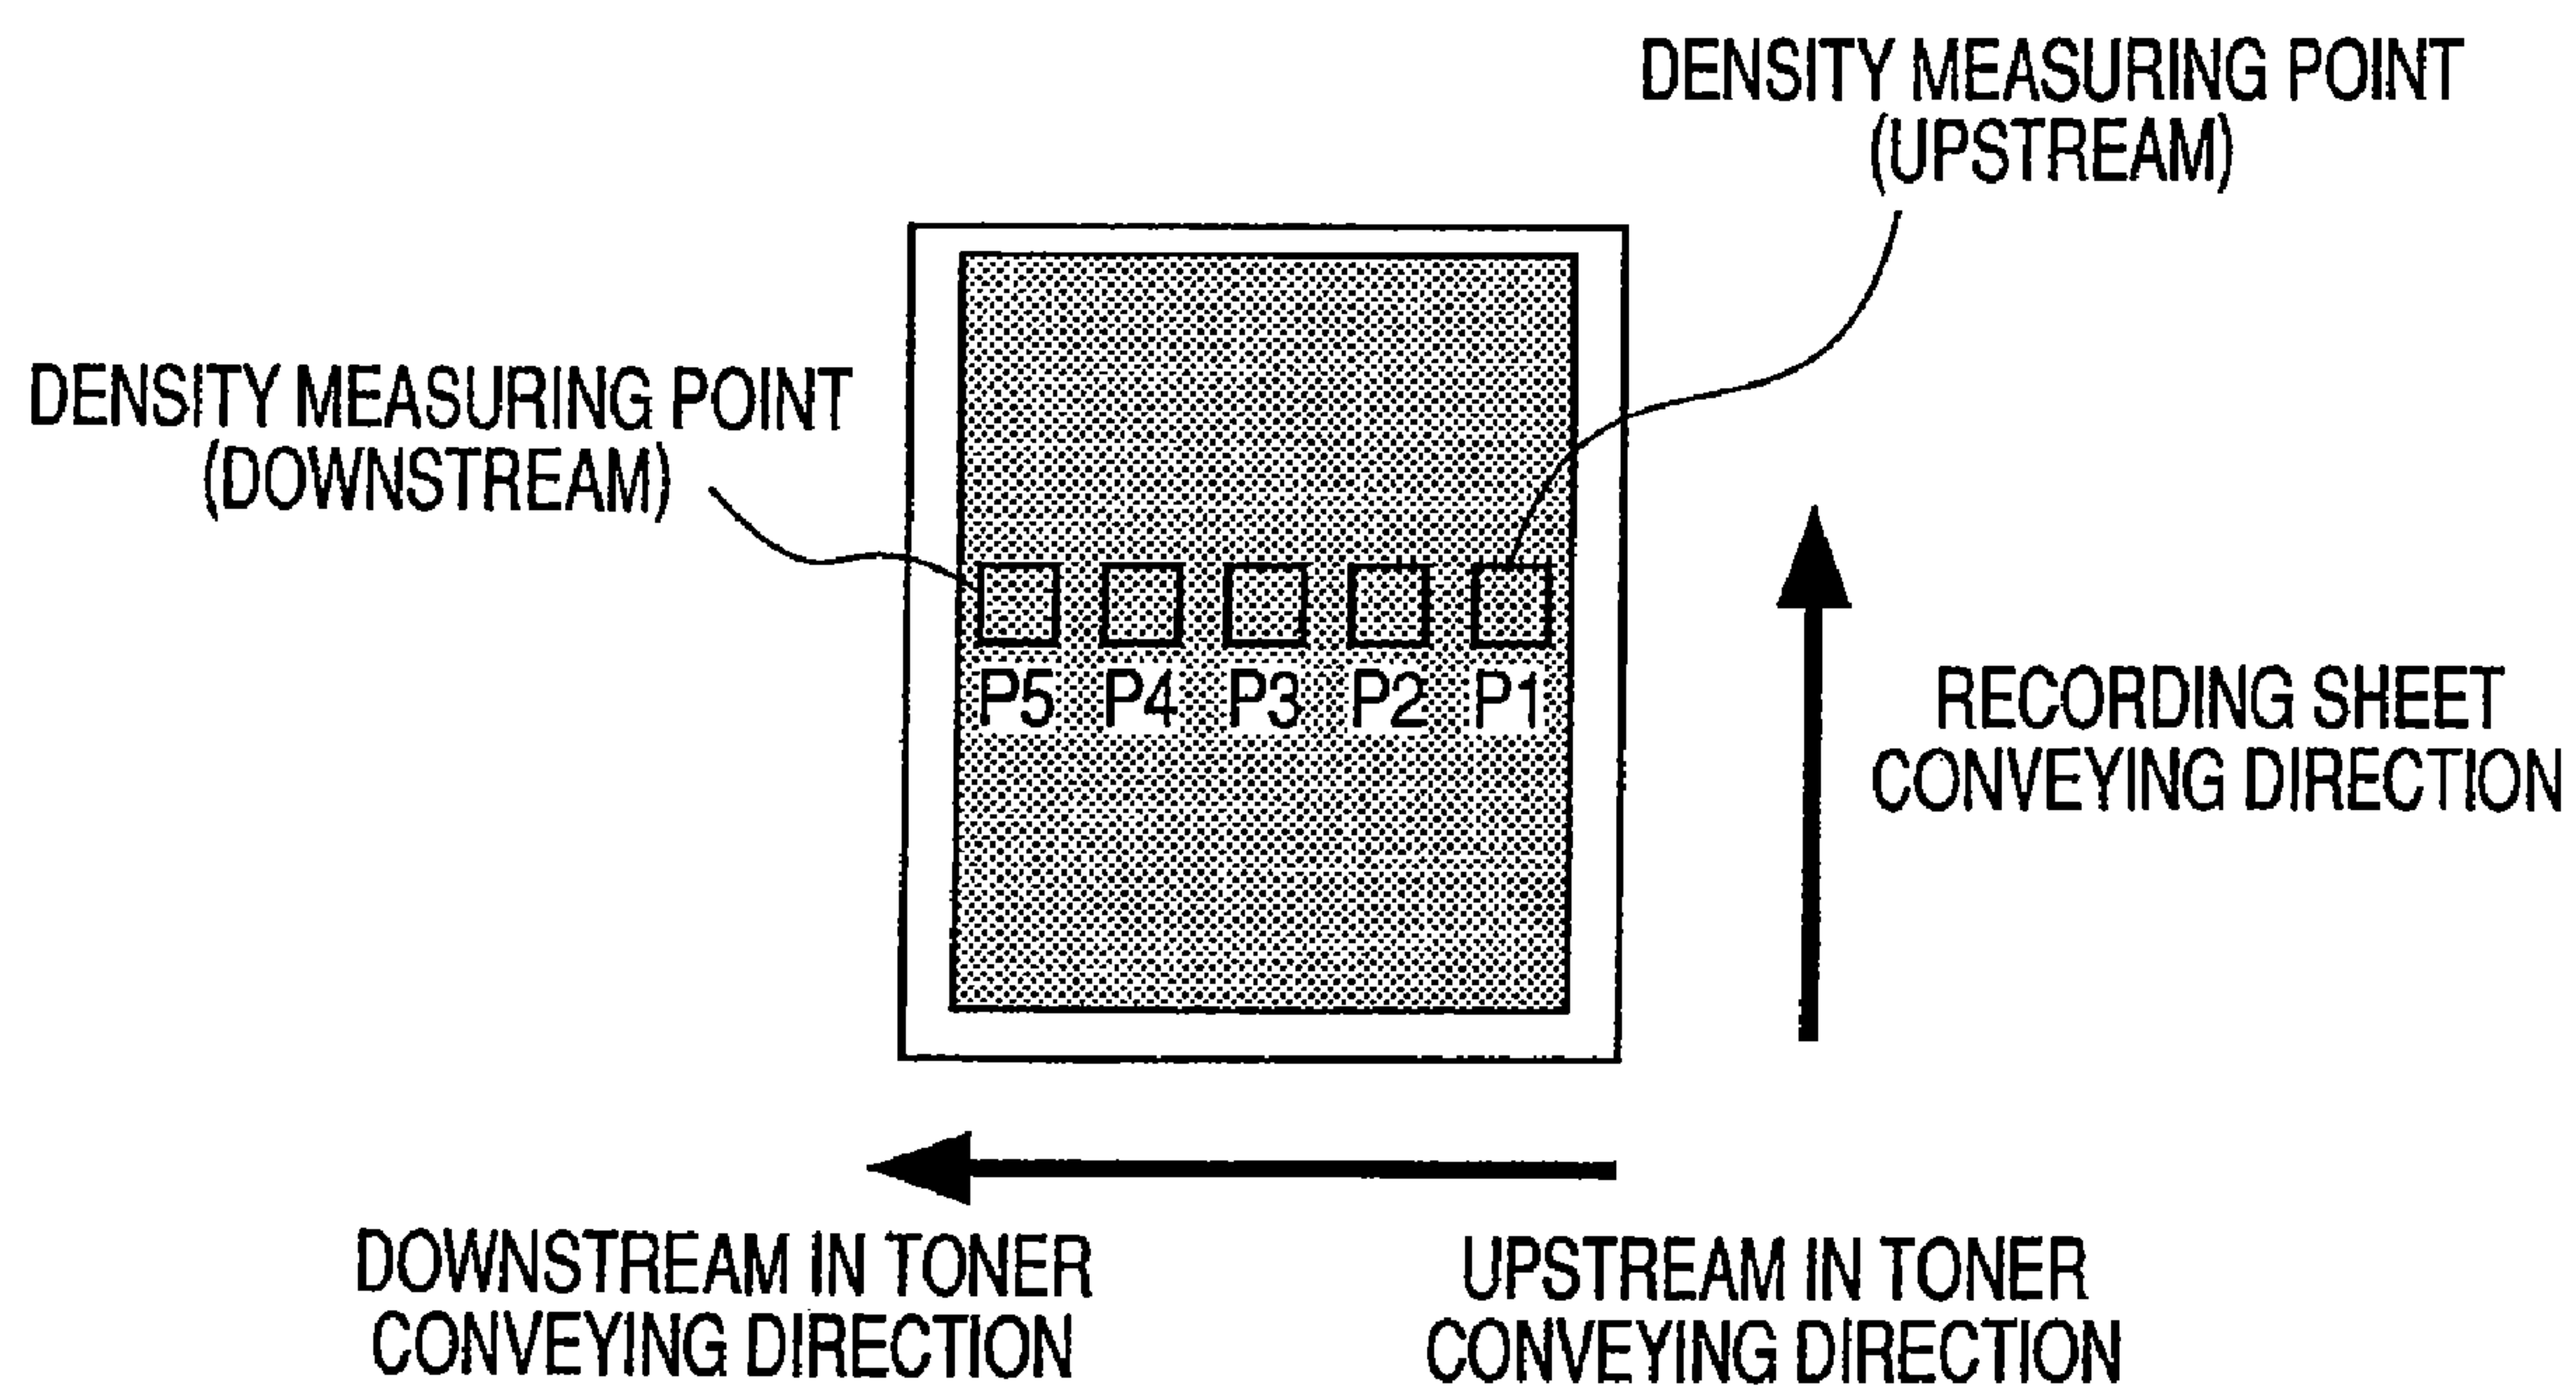 DENSITY MEASURING POINT
(UPSTREAM)
DENSITY MEASURING POINT
(DOWNSTREAM)
P5 P4 P3 P2 P1
RECORDING SHEET
CONVEYING DIRECTION
DOWNSTREAM IN TONER
CONVEYING DIRECTION
UPSTREAM IN TONER
CONVEYING DIRECTION